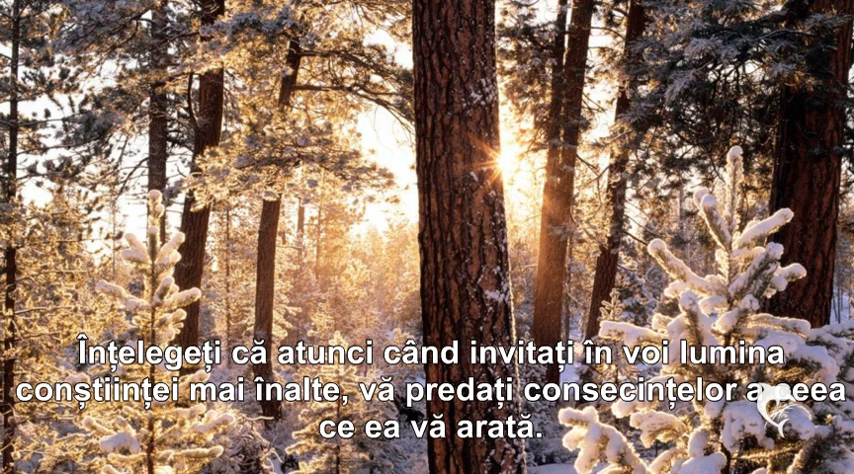 Înțelegeți că atunci când invitați în voi lumina
conștiinței mai înalte, vă predați consecințelor a ceea
ce ea vă arată.